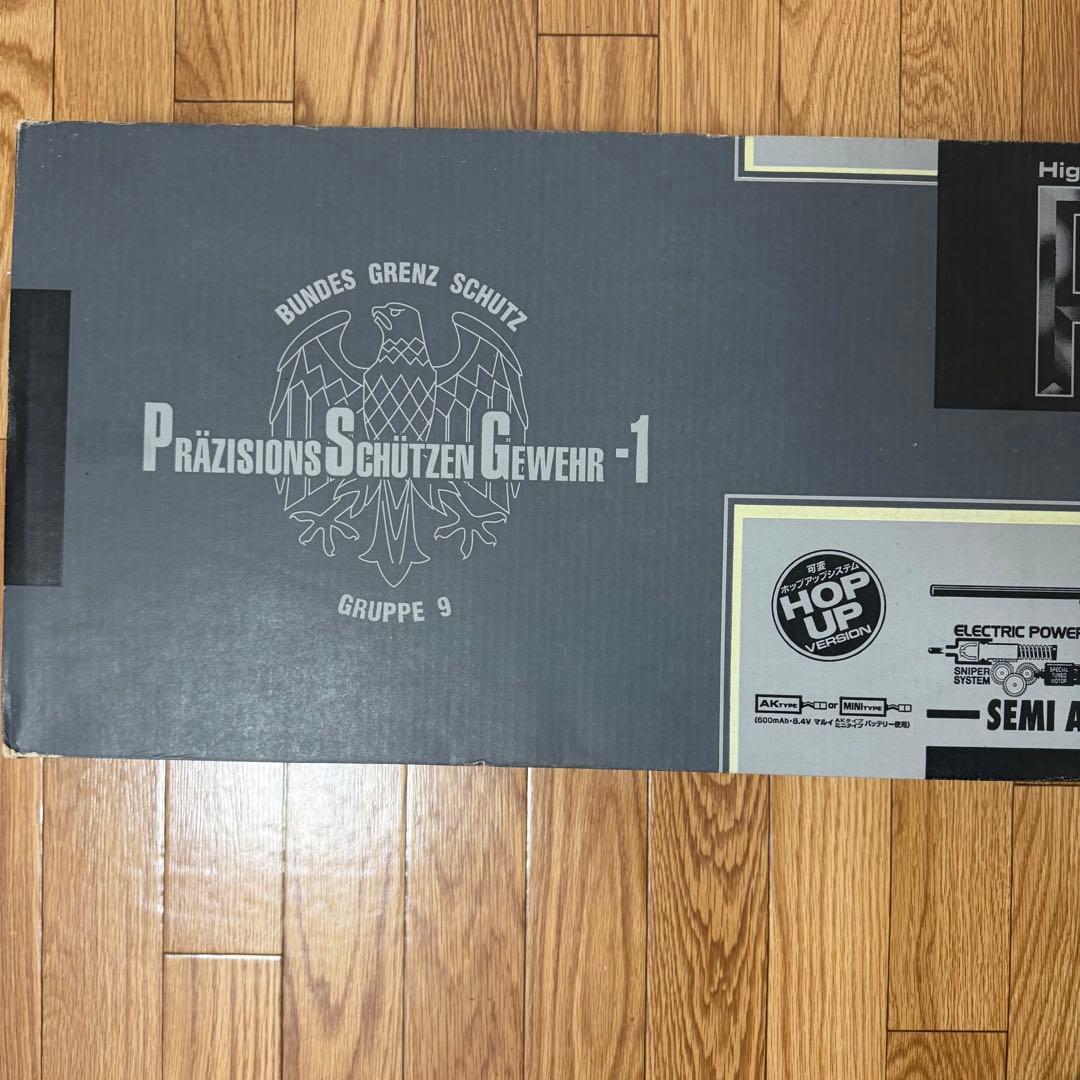 BUNDES GRENZ SCHUTZ
PRÄZISIONS SCHÜTZEN GEWEHR -1
GRUPPE 9
Hig
可変
ホップアップシステム
HOP
UP
VERSION
ELECTRIC POWER
SNIPER
SYSTEM
SPECIAL
TUNED
MOTOR
AK TYPE or MINI TYPE
(600mAh・8.4V マルイ AKタイプ ミニタイプ バッテリー使用)
SEMI A